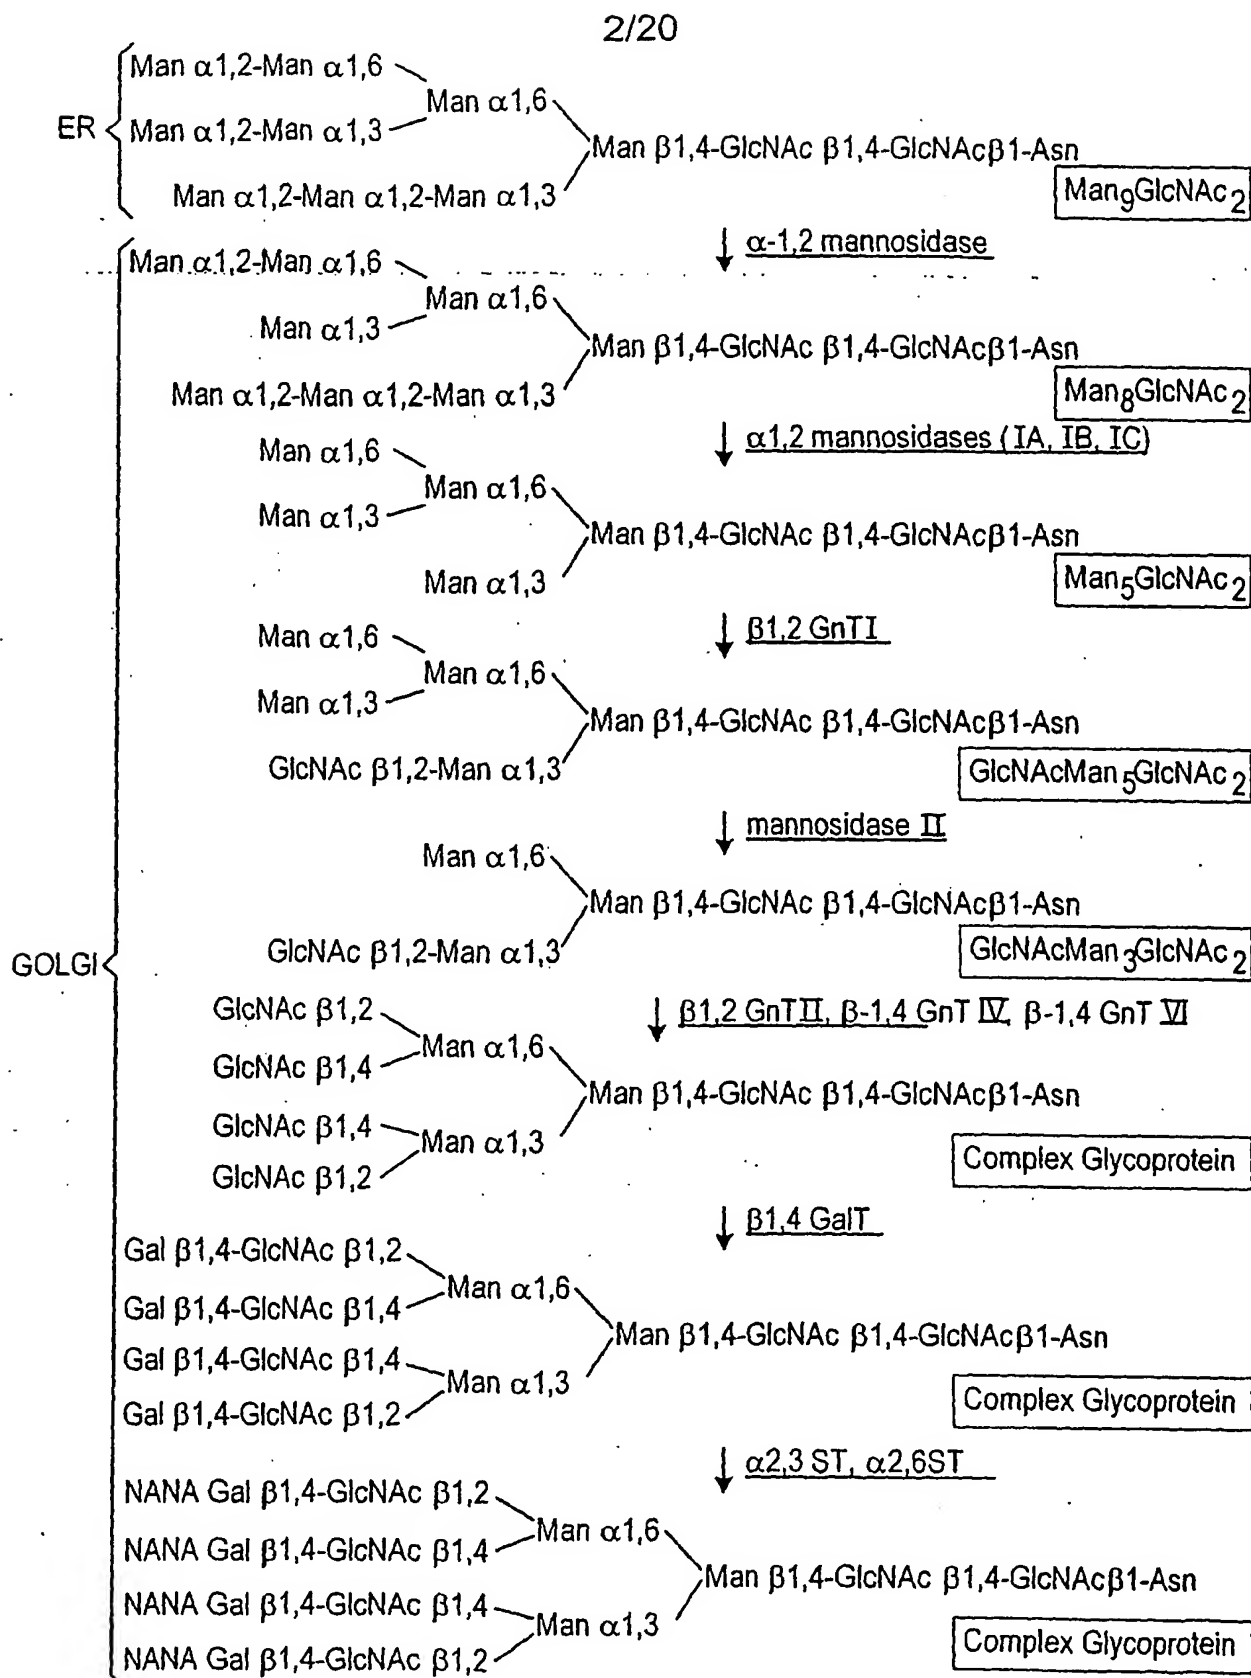 2/20
Man α1,2-Man α1,6
Man α1,6
ER
Man α1,2-Man α1,3
Man β1,4-GlcNAc β1,4-GlcNAcβ1-Asn
Man α1,2-Man α1,2-Man α1,3
Man9GlcNAc2
α-1,2 mannosidase
Man α1,2-Man α1,6
Man α1,6
Man α1,3
Man β1,4-GlcNAc β1,4-GlcNAcβ1-Asn
Man α1,2-Man α1,2-Man α1,3
Man8GlcNAc2
α1,2 mannosidases (IA, IB, IC)
Man α1,6
Man α1,6
Man α1,3
Man β1,4-GlcNAc β1,4-GlcNAcβ1-Asn
Man α1,3
Man5GlcNAc2
β1,2 GnTI
Man α1,6
Man α1,6
Man α1,3
Man β1,4-GlcNAc β1,4-GlcNAcβ1-Asn
GlcNAc β1,2-Man α1,3
GlcNAcMan5GlcNAc2
mannosidase II
Man α1,6
Man β1,4-GlcNAc β1,4-GlcNAcβ1-Asn
GlcNAc β1,2-Man α1,3
GlcNAcMan3GlcNAc2
GOLGI
β1,2 GnTII, β-1,4 GnT IV, β-1,4 GnT VI
GlcNAc β1,2
Man α1,6
GlcNAc β1,4
Man β1,4-GlcNAc β1,4-GlcNAcβ1-Asn
GlcNAc β1,4
Man α1,3
GlcNAc β1,2
Complex Glycoprotein
β1,4 GalT
Gal β1,4-GlcNAc β1,2
Man α1,6
Gal β1,4-GlcNAc β1,4
Man β1,4-GlcNAc β1,4-GlcNAcβ1-Asn
Gal β1,4-GlcNAc β1,4
Man α1,3
Gal β1,4-GlcNAc β1,2
Complex Glycoprotein
α2,3 ST, α2,6ST
NANA Gal β1,4-GlcNAc β1,2
Man α1,6
NANA Gal β1,4-GlcNAc β1,4
Man β1,4-GlcNAc β1,4-GlcNAcβ1-Asn
NANA Gal β1,4-GlcNAc β1,4
Man α1,3
NANA Gal β1,4-GlcNAc β1,2
Complex Glycoprotein